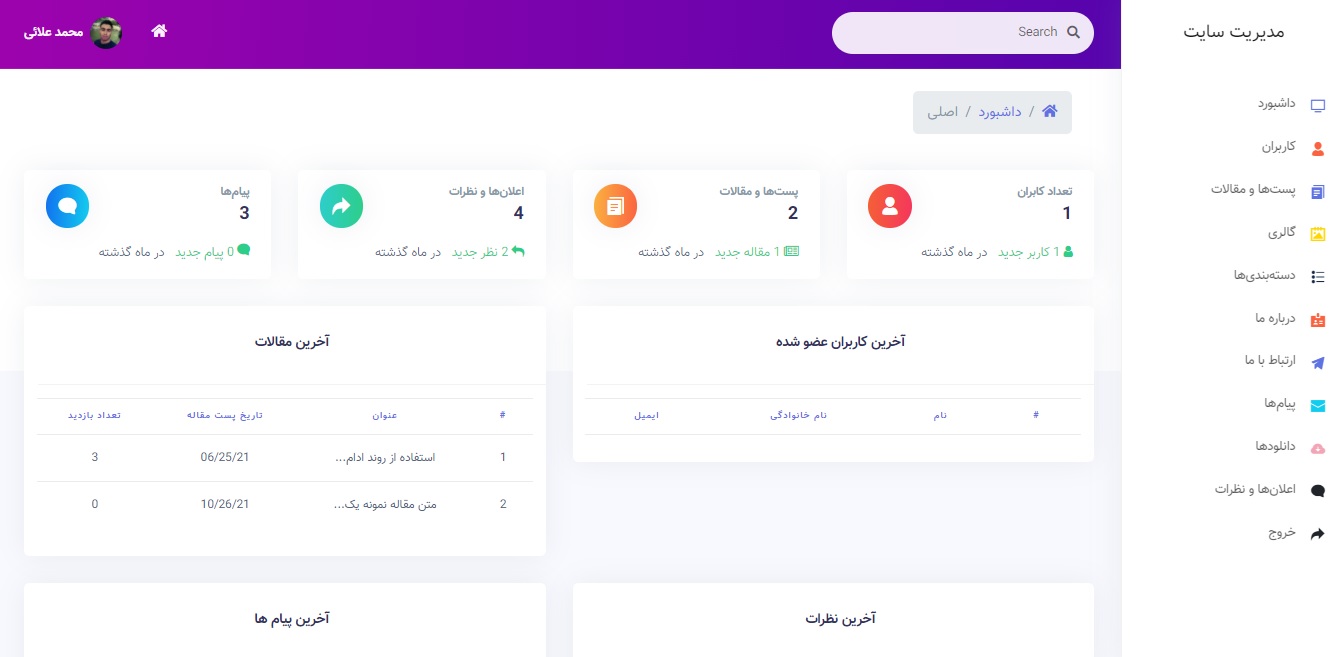 مدیریت سایت
داشبورد
کاربران
پست‌ها و مقالات
گالری
دسته‌بندی‌ها
درباره ما
ارتباط با ما
پیام‌ها
دانلودها
اعلان‌ها و نظرات
خروج
Search
محمد علائی
/ داشبورد / اصلی
تعداد کابران
1
1 کاربر جدید در ماه گذشته
پست‌ها و مقالات
2
1 مقاله جدید در ماه گذشته
اعلان‌ها و نظرات
4
2 نظر جدید در ماه گذشته
پیام‌ها
3
0 پیام جدید در ماه گذشته
آخرین کاربران عضو شده
# نام نام خانوادگی ایمیل
آخرین مقالات
# عنوان تاریخ پست مقاله تعداد بازدید
1 استفاده از روند ادام... 06/25/21 3
2 متن مقاله نمونه یک... 10/26/21 0
آخرین نظرات
آخرین پیام ها